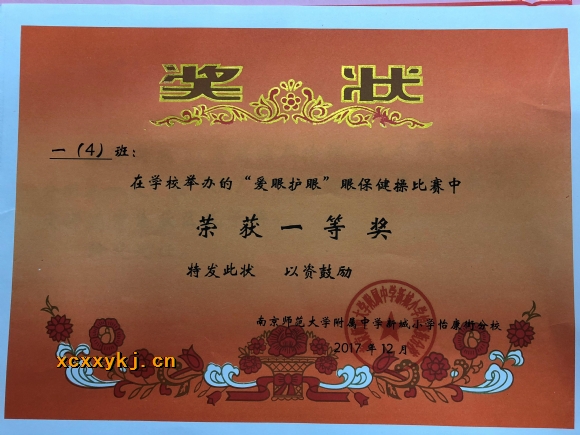 奖状
一（4）班：
在学校举办的“爱眼护眼”眼保健操比赛中
荣获一等奖
特发此状 以资鼓励
南京师范大学附属中学新城小学怡康街分校
2017年12月
xcxxykj.cn